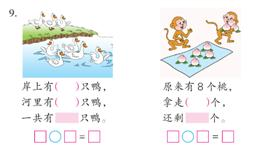 9.
岸上有( )只鸭,
河里有( )只鸭,
一共有 只鸭。
□○□=□
原来有8个桃,
拿走( )个,
还剩 个。
□○□=□